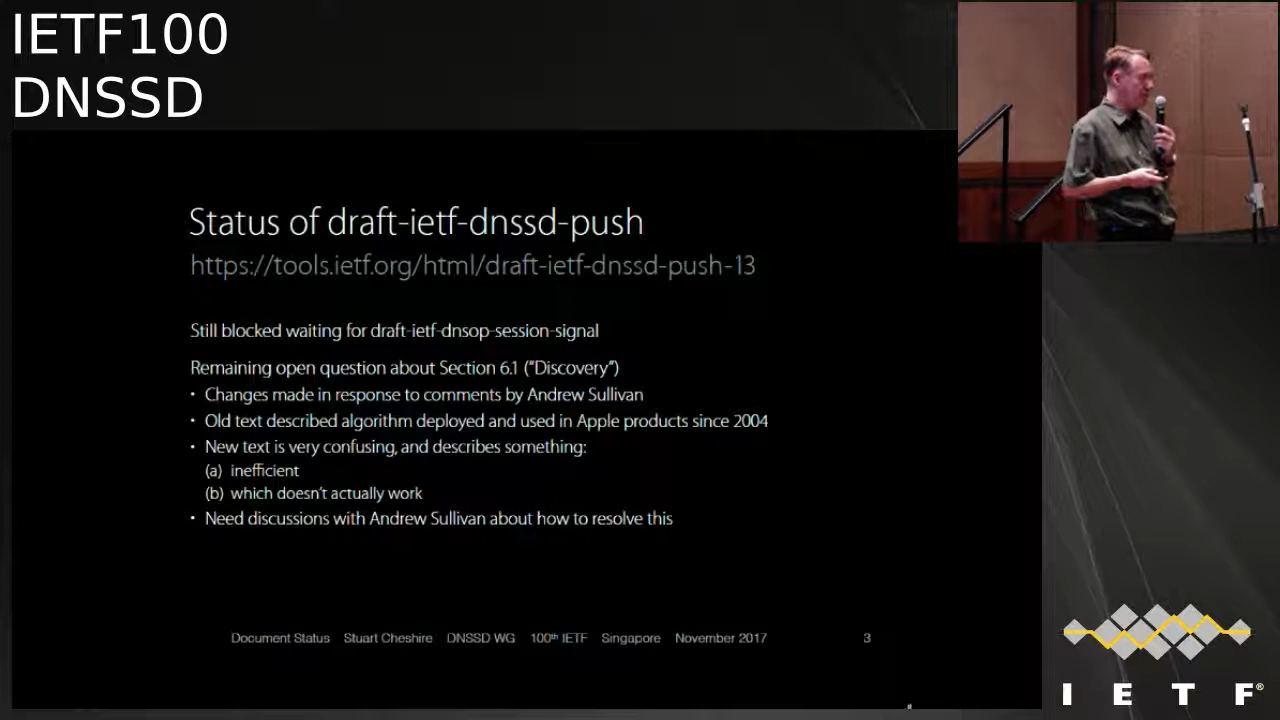 IETF100
DNSSD
Status of draft-ietf-dnssd-push
https://tools.ietf.org/html/draft-ietf-dnssd-push-13
Still blocked waiting for draft-ietf-dnsop-session-signal
Remaining open question about Section 6.1 (“Discovery”)
• Changes made in response to comments by Andrew Sullivan
• Old text described algorithm deployed and used in Apple products since 2004
• New text is very confusing, and describes something:
(a) inefficient
(b) which doesn’t actually work
• Need discussions with Andrew Sullivan about how to resolve this
Document Status Stuart Cheshire DNSSD WG 100th IETF Singapore November 2017 3
I E T F®